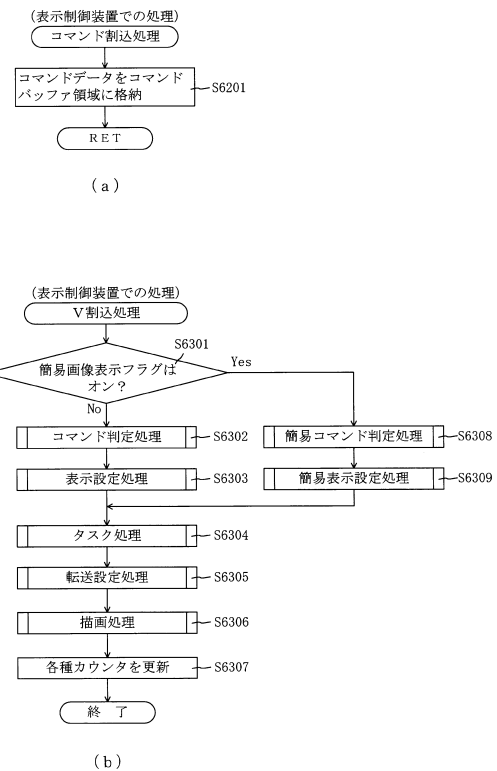 (表示制御装置での処理)
コマンド割込処理
コマンドデータをコマンド
バッファ領域に格納
S6201
RET
(a)
(表示制御装置での処理)
V割込処理
S6301
簡易画像表示フラグは
オン?
Yes
No
コマンド判定処理
S6302
簡易コマンド判定処理
S6308
表示設定処理
S6303
簡易表示設定処理
S6309
タスク処理
S6304
転送設定処理
S6305
描画処理
S6306
各種カウンタを更新
S6307
終 了
(b)